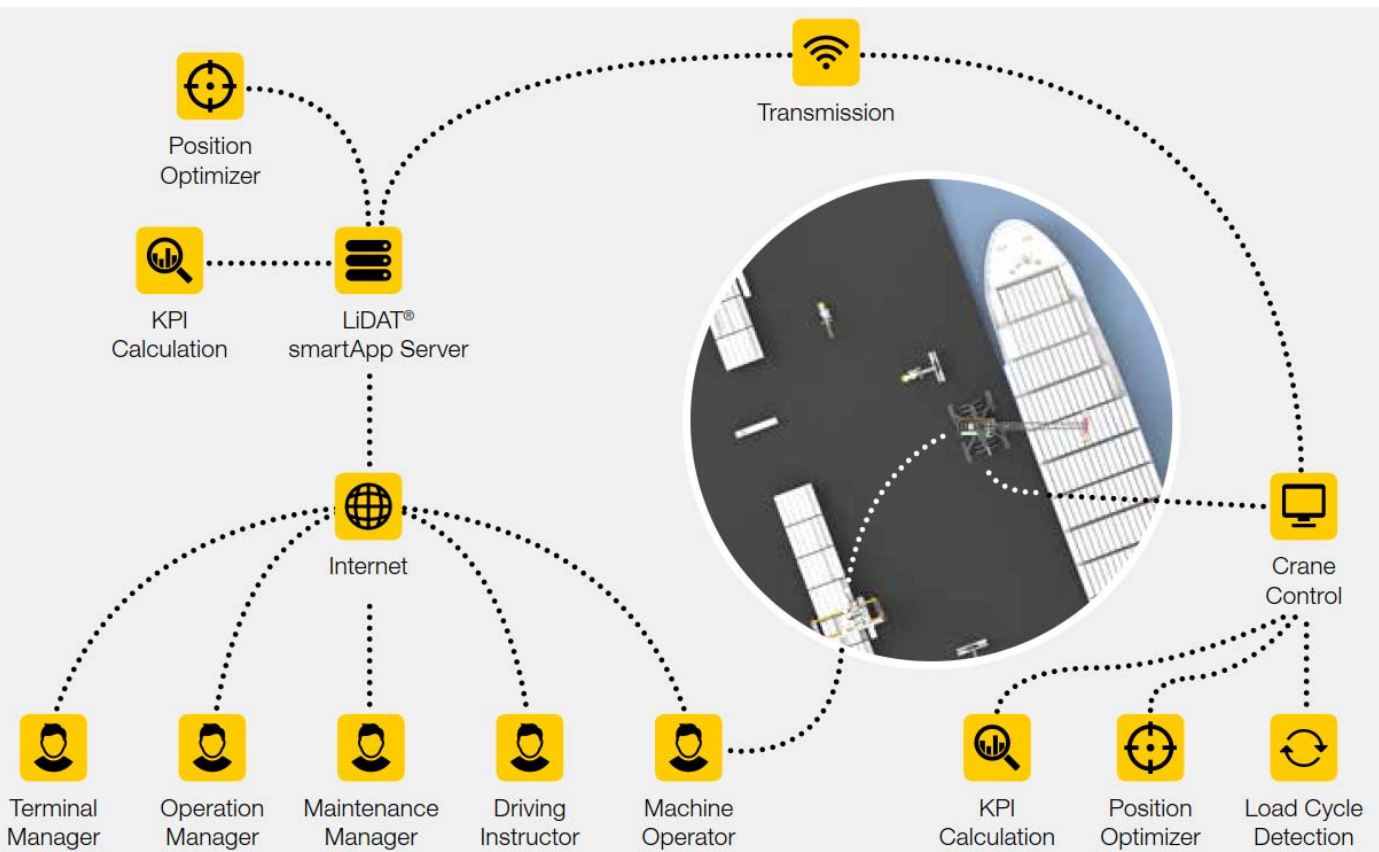 Transmission
Position
Optimizer
KPI
Calculation
LiDAT®
smartApp Server
Internet
Crane
Control
Terminal
Manager
Operation
Manager
Maintenance
Manager
Driving
Instructor
Machine
Operator
KPI
Calculation
Position
Optimizer
Load Cycle
Detection